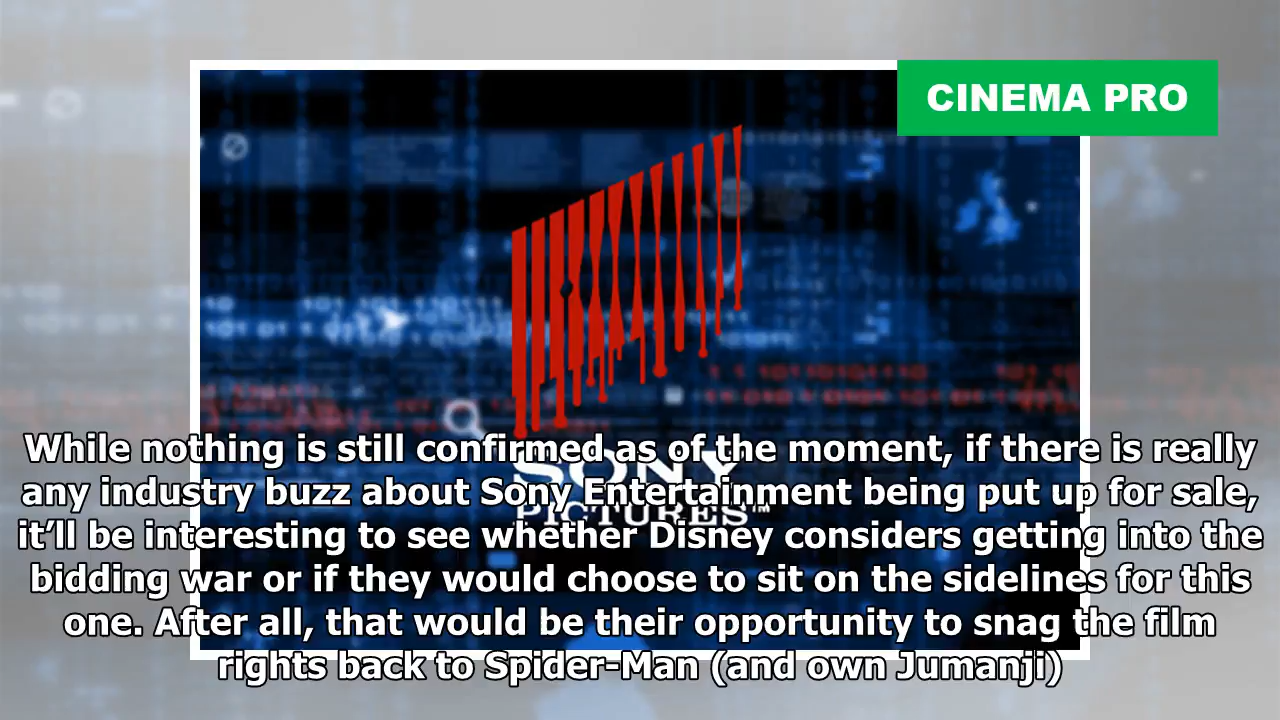 CINEMA PRO
SONY
PICTURES™
While nothing is still confirmed as of the moment, if there is really
any industry buzz about Sony Entertainment being put up for sale,
it’ll be interesting to see whether Disney considers getting into the
bidding war or if they would choose to sit on the sidelines for this
one. After all, that would be their opportunity to snag the film
rights back to Spider-Man (and own Jumanji)